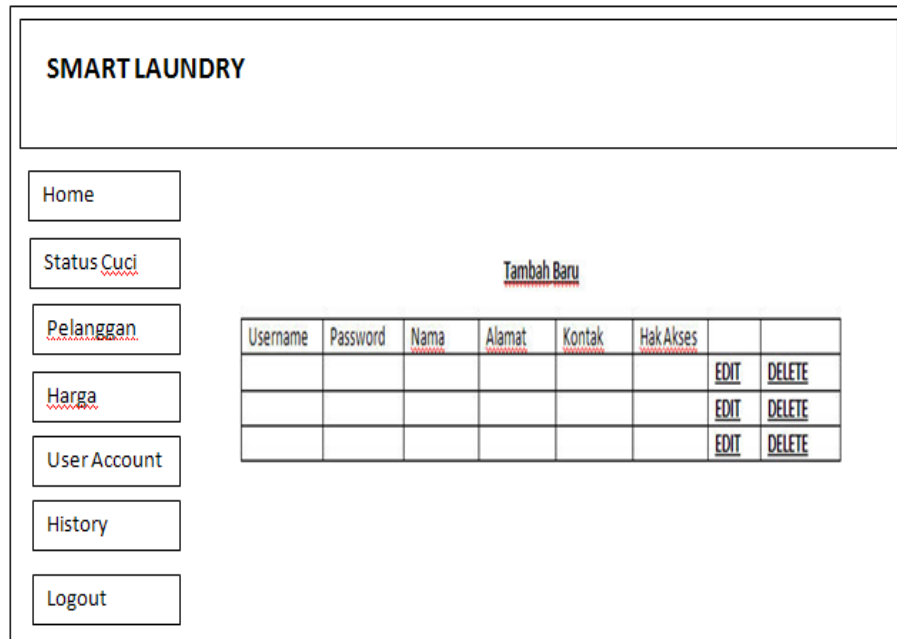 SMART LAUNDRY
Home
Status Cuci
Pelanggan
Harga
User Account
History
Logout
Tambah Baru
Username Password Nama Alamat Kontak Hak Akses
EDIT DELETE
EDIT DELETE
EDIT DELETE